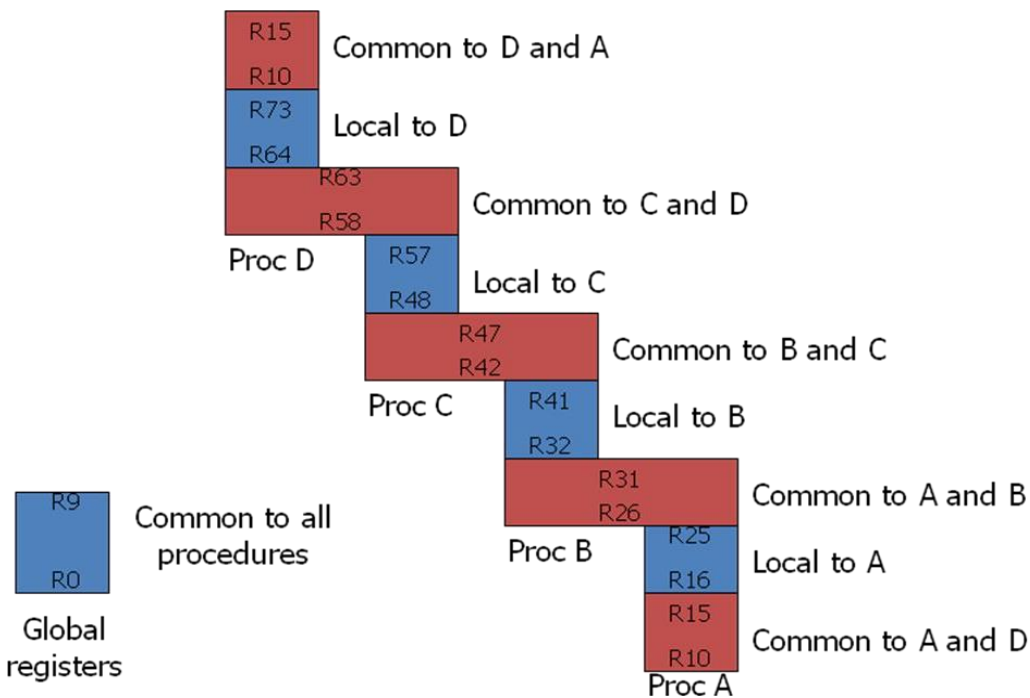 R15
Common to D and A
R10
R73
Local to D
R64
R63
Common to C and D
R58
Proc D
R57
Local to C
R48
R47
Common to B and C
R42
Proc C
R41
Local to B
R32
R31
Common to A and B
R26
Proc B
R25
Local to A
R16
R15
Common to A and D
R10
Proc A
R9
Common to all
procedures
R0
Global
registers